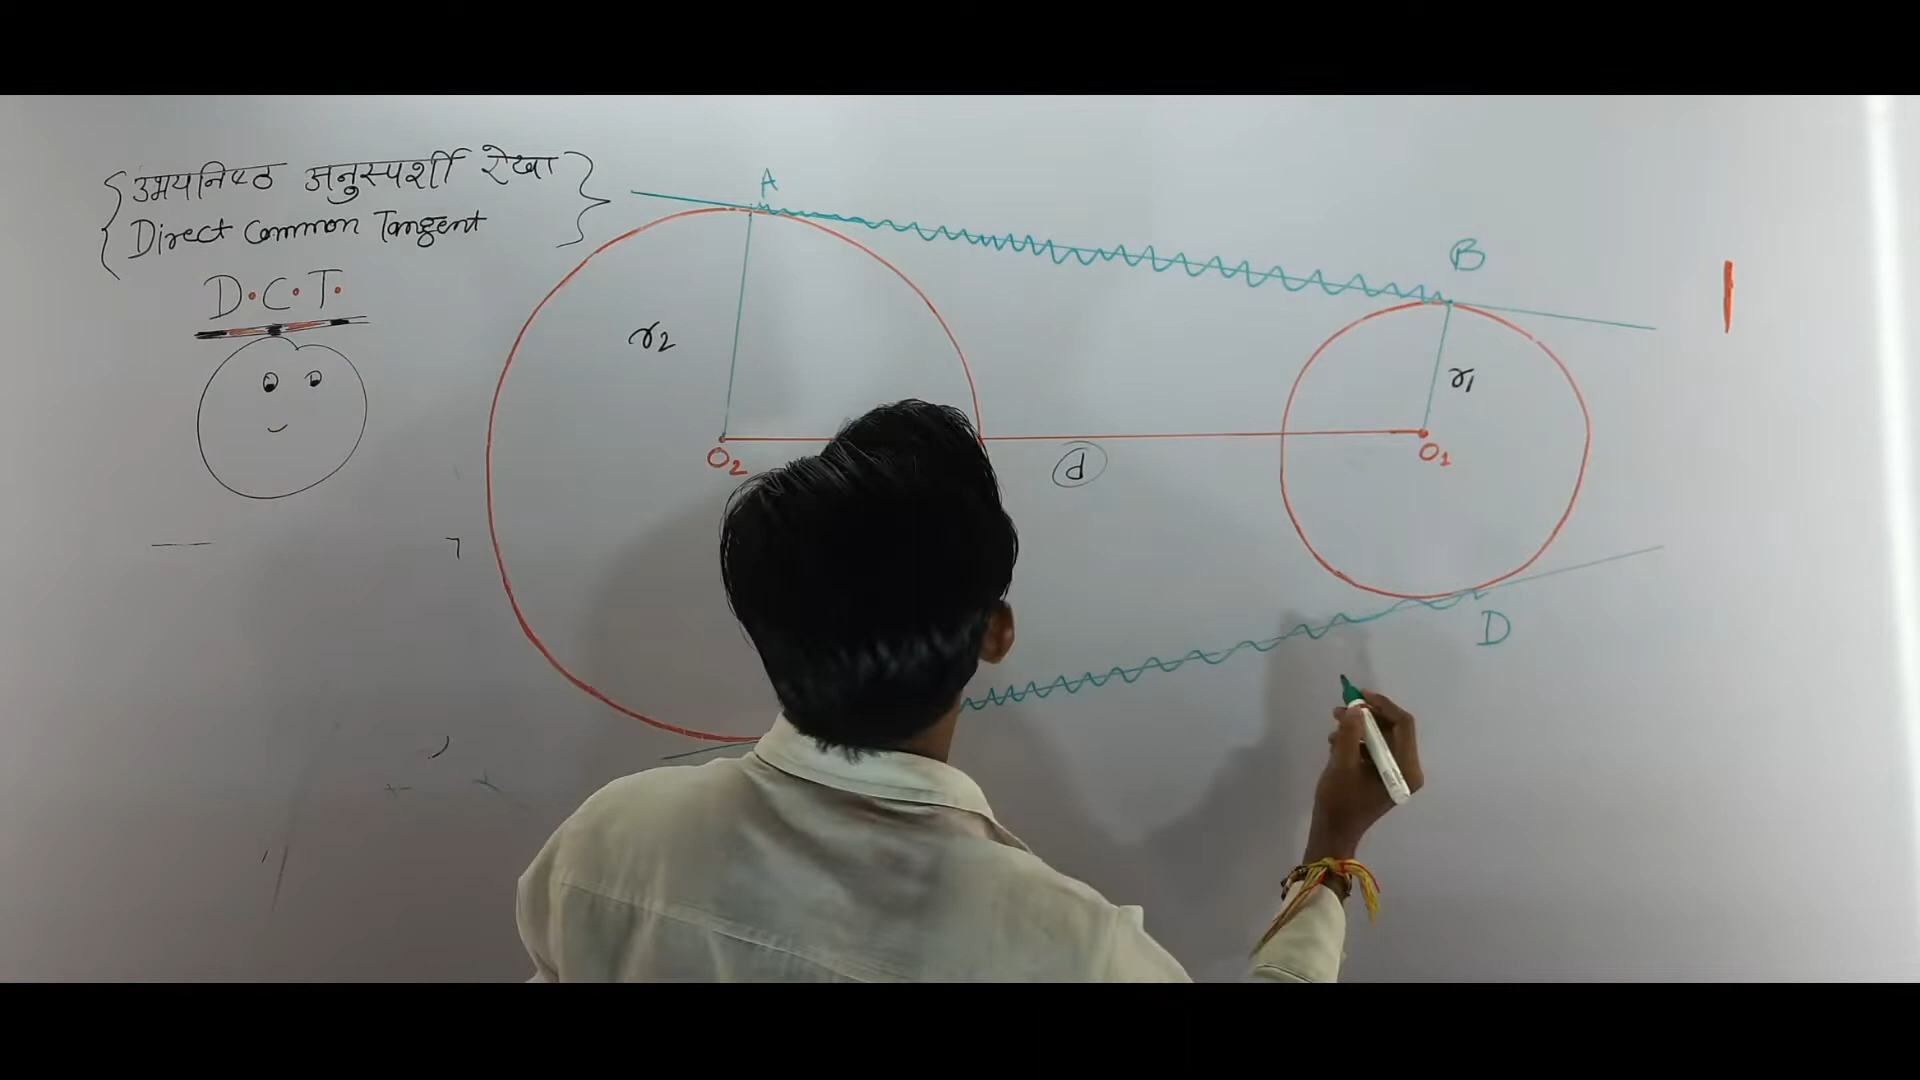 उभयनिष्ठ अनुस्पर्शी रेखा
Direct Common Tangent
D.C.T.
A
B
r2
r1
O2
d
O1
D